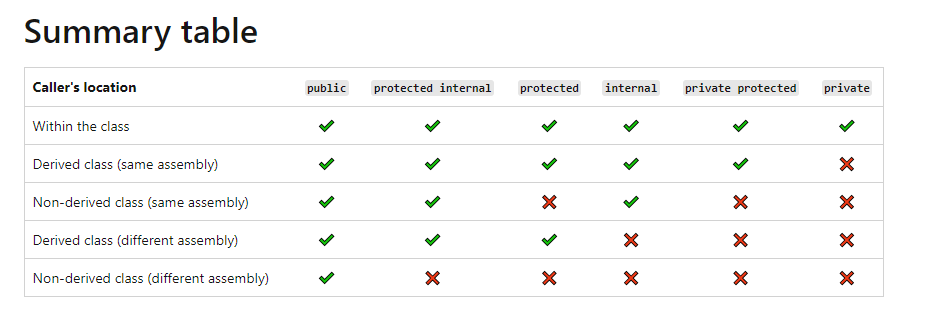 Summary table
Caller's location public protected internal protected internal private protected private
Within the class ✔ ✔ ✔ ✔ ✔ ✔
Derived class (same assembly) ✔ ✔ ✔ ✔ ✔ ❌
Non-derived class (same assembly) ✔ ✔ ❌ ✔ ❌ ❌
Derived class (different assembly) ✔ ✔ ✔ ❌ ❌ ❌
Non-derived class (different assembly) ✔ ❌ ❌ ❌ ❌ ❌